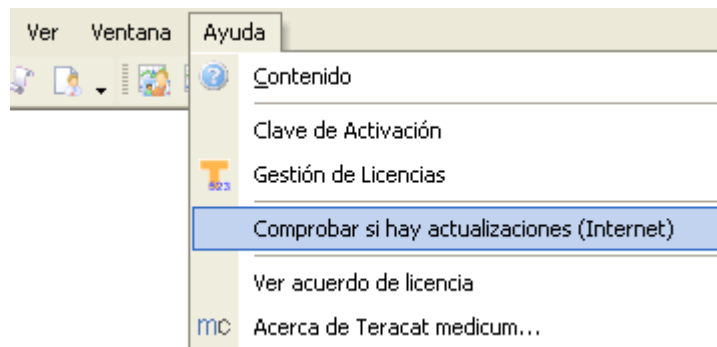 Ver Ventana Ayuda
Contenido
Clave de Activación
Gestión de Licencias
Comprobar si hay actualizaciones (Internet)
Ver acuerdo de licencia
mc Acerca de Teracat medicum...